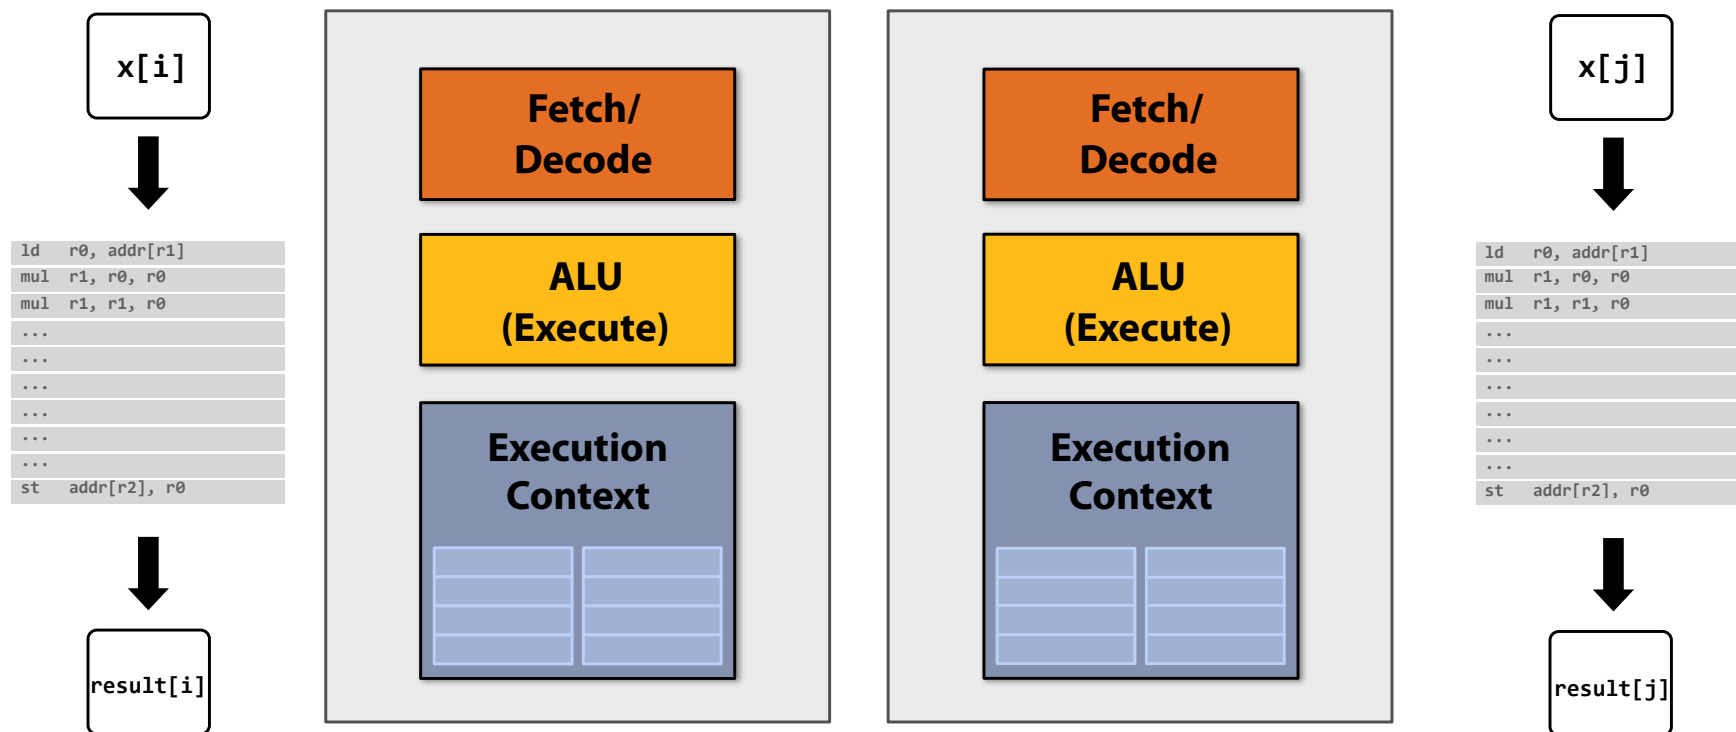 x[i]
ld r0, addr[r1]
mul r1, r0, r0
mul r1, r1, r0
...
...
...
...
...
...
st addr[r2], r0
result[i]
Fetch/
Decode
ALU
(Execute)
Execution
Context
Fetch/
Decode
ALU
(Execute)
Execution
Context
x[j]
ld r0, addr[r1]
mul r1, r0, r0
mul r1, r1, r0
...
...
...
...
...
...
st addr[r2], r0
result[j]